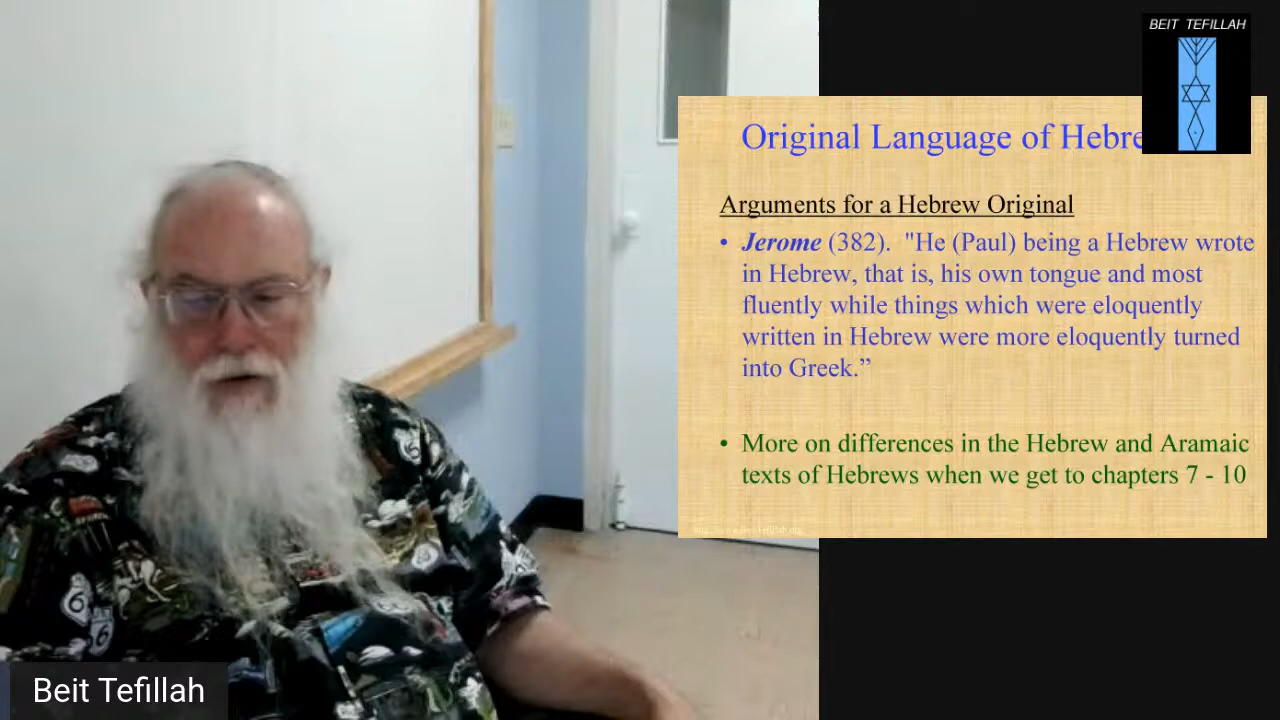 BEIT TEFILLAH
Original Language of Hebre
Arguments for a Hebrew Original
• Jerome (382). "He (Paul) being a Hebrew wrote
in Hebrew, that is, his own tongue and most
fluently while things which were eloquently
written in Hebrew were more eloquently turned
into Greek.”
• More on differences in the Hebrew and Aramaic
texts of Hebrews when we get to chapters 7 - 10
6
6
Beit Tefillah